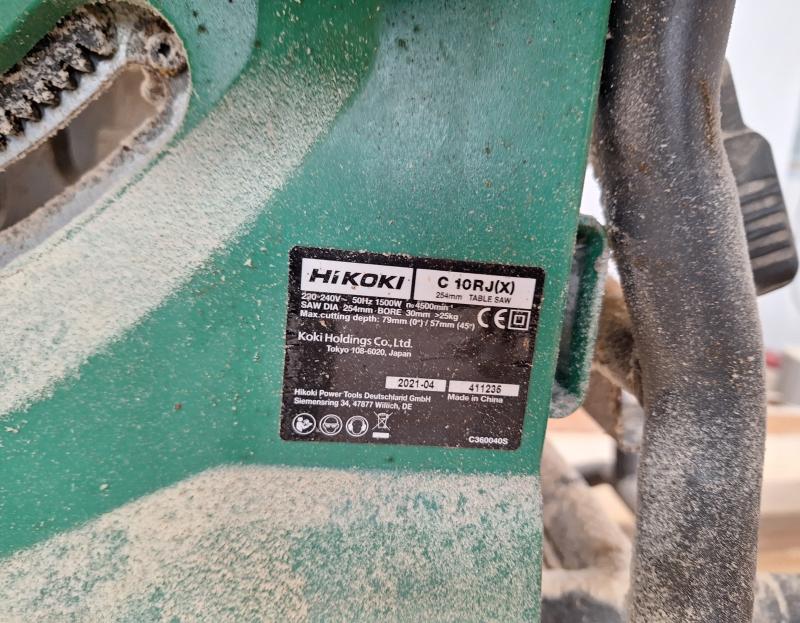 HiKOKI
C 10RJ(X)
254mm TABLE SAW
220-240V~ 50Hz 1500W n₀4500min⁻¹
SAW DIA 254mm · BORE 30mm >25kg
Max.cutting depth: 79mm (0°) / 57mm (45°)
CE
Koki Holdings Co., Ltd.
Tokyo 108-6020, Japan
2021-04
411235
Made in China
Hikoki Power Tools Deutschland GmbH
Siemensring 34, 47877 Willich, DE
C360040S